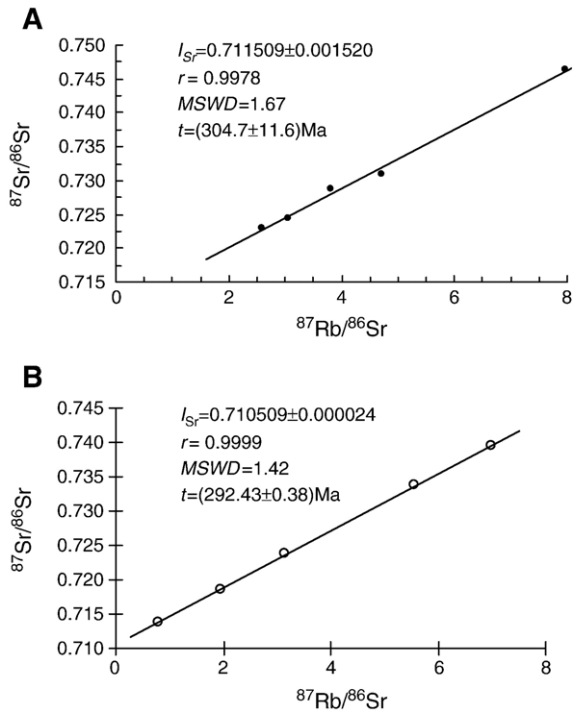 A
0.750
0.745
0.740
0.735
0.730
0.725
0.720
0.715
⁸⁷Sr/⁸⁶Sr
I_Sr=0.711509±0.001520
r = 0.9978
MSWD=1.67
t=(304.7±11.6)Ma
0 2 4 6 8
⁸⁷Rb/⁸⁶Sr
B
0.745
0.740
0.735
0.730
0.725
0.720
0.715
0.710
⁸⁷Sr/⁸⁶Sr
I_Sr=0.710509±0.000024
r = 0.9999
MSWD=1.42
t=(292.43±0.38)Ma
0 2 4 6 8
⁸⁷Rb/⁸⁶Sr